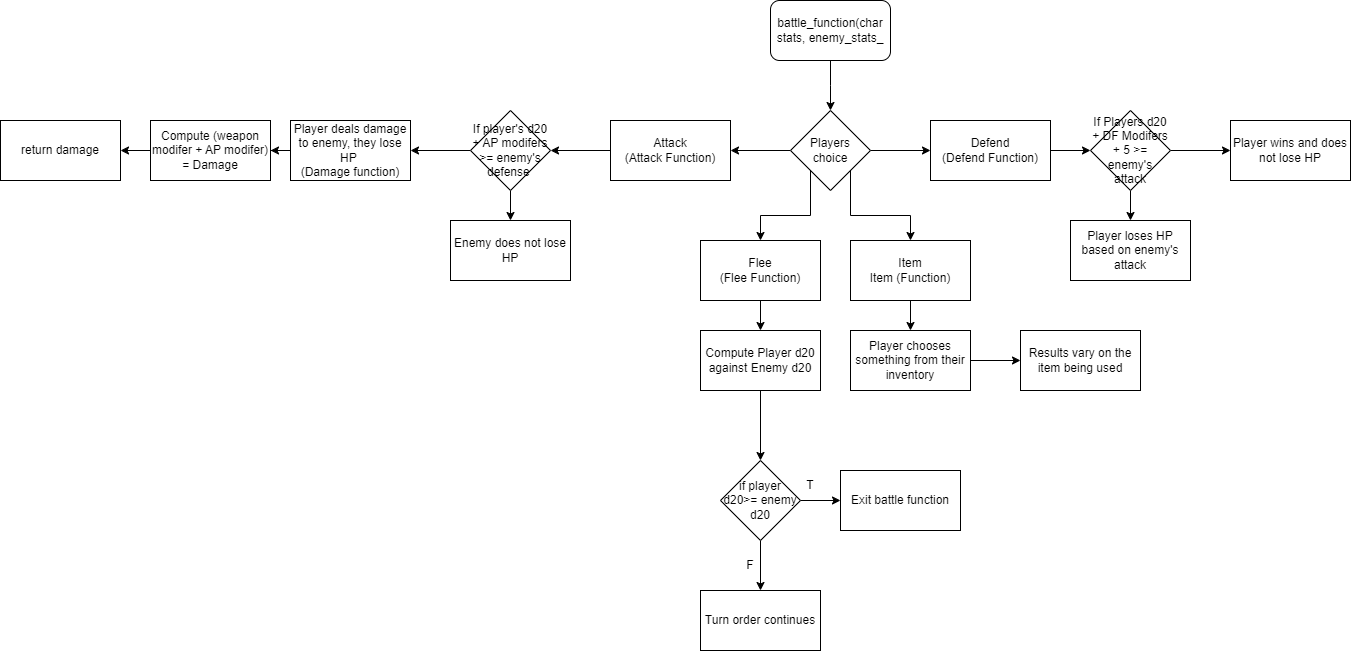 battle_function(char
stats, enemy_stats_
return damage
Compute (weapon
modifer + AP modifer)
= Damage
Player deals damage
to enemy, they lose
HP
(Damage function)
If player's d20
+ AP modifers
>= enemy's
defense
Attack
(Attack Function)
Players
choice
Defend
(Defend Function)
If Players d20
+ DF Modifers
+ 5 >=
enemy's
attack
Player wins and does
not lose HP
Enemy does not lose
HP
Player loses HP
based on enemy's
attack
Flee
(Flee Function)
Item
Item (Function)
Compute Player d20
against Enemy d20
Player chooses
something from their
inventory
Results vary on the
item being used
if player
d20>= enemy
d20
T
Exit battle function
F
Turn order continues